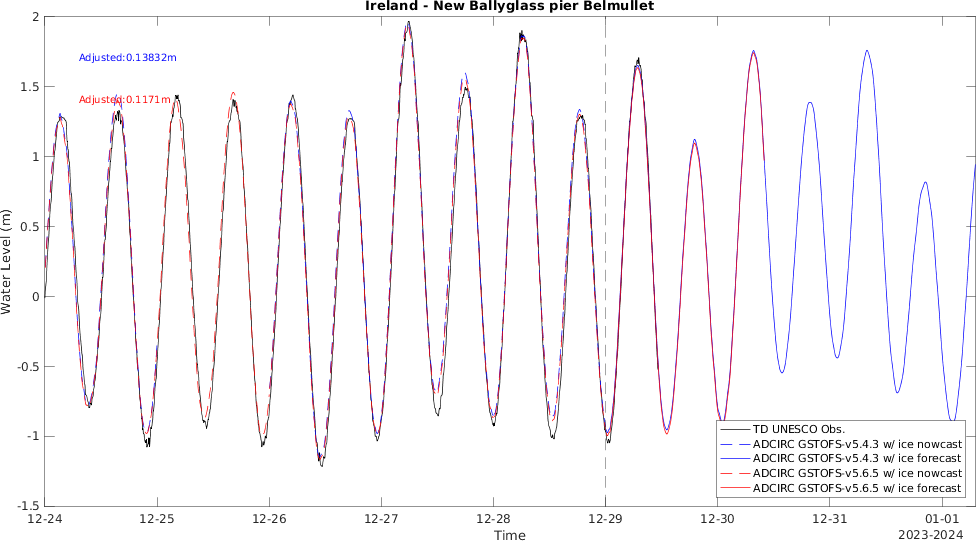 Ireland - New Ballyglass pier Belmullet
2
1.5
1
0.5
0
-0.5
-1
-1.5
Water Level (m)
Adjusted:0.13832m
Adjusted:0.1171m
TD UNESCO Obs.
ADCIRC GSTOFS-v5.4.3 w/ ice nowcast
ADCIRC GSTOFS-v5.4.3 w/ ice forecast
ADCIRC GSTOFS-v5.6.5 w/ ice nowcast
ADCIRC GSTOFS-v5.6.5 w/ ice forecast
12-24 12-25 12-26 12-27 12-28 12-29 12-30 12-31 01-01
Time
2023-2024